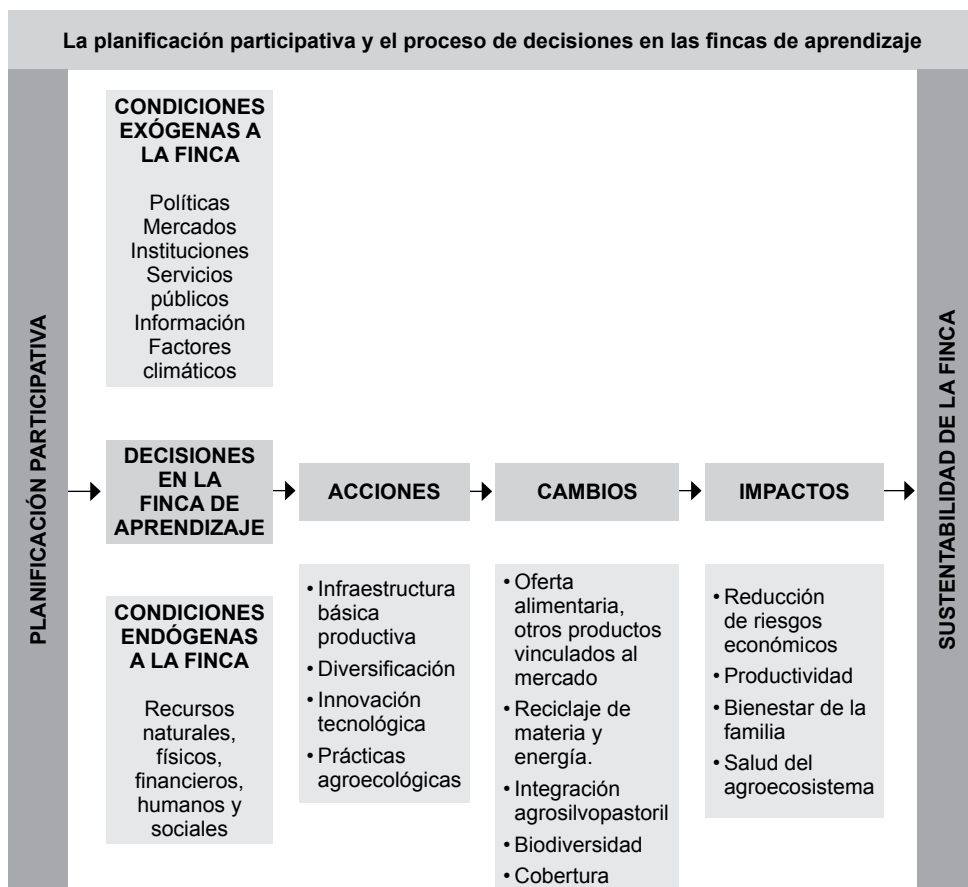 La planificación participativa y el proceso de decisiones en las fincas de aprendizaje
PLANIFICACIÓN PARTICIPATIVA
CONDICIONES
EXÓGENAS A
LA FINCA
Políticas
Mercados
Instituciones
Servicios
públicos
Información
Factores
climáticos
DECISIONES
EN LA
FINCA DE
APRENDIZAJE
CONDICIONES
ENDÓGENAS
A LA FINCA
Recursos
naturales,
físicos,
financieros,
humanos y
sociales
ACCIONES
• Infraestructura
básica
productiva
• Diversificación
• Innovación
tecnológica
• Prácticas
agroecológicas
CAMBIOS
• Oferta
alimentaria,
otros productos
vinculados al
mercado
• Reciclaje de
materia y
energía.
• Integración
agrosilvopastoril
• Biodiversidad
• Cobertura
IMPACTOS
• Reducción
de riesgos
económicos
• Productividad
• Bienestar de la
familia
• Salud del
agroecosistema
SUSTENTABILIDAD DE LA FINCA